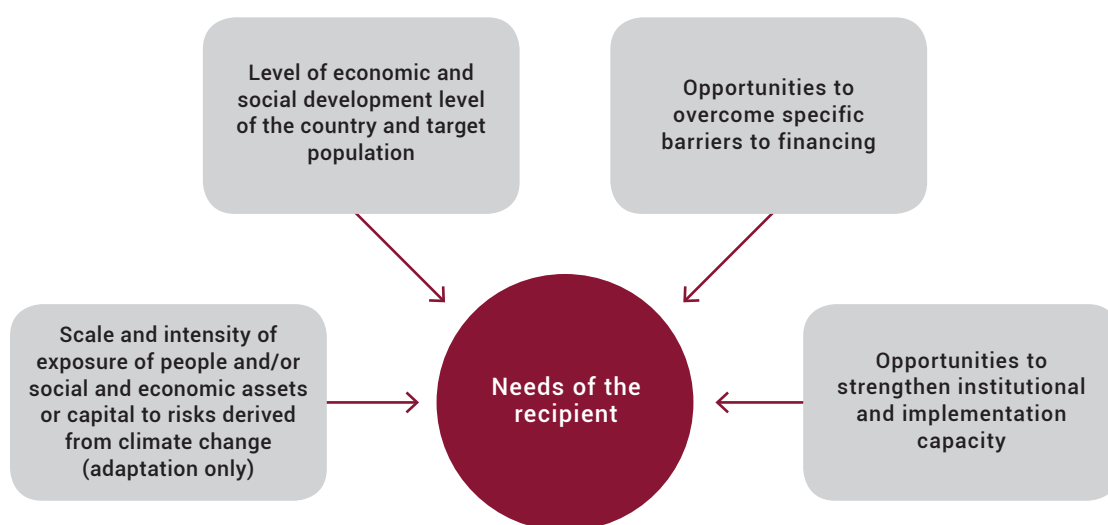 Level of economic and
social development level
of the country and target
population
Opportunities to
overcome specific
barriers to financing
Scale and intensity of
exposure of people and/or
social and economic assets
or capital to risks derived
from climate change
(adaptation only)
Needs of the
recipient
Opportunities to
strengthen institutional
and implementation
capacity